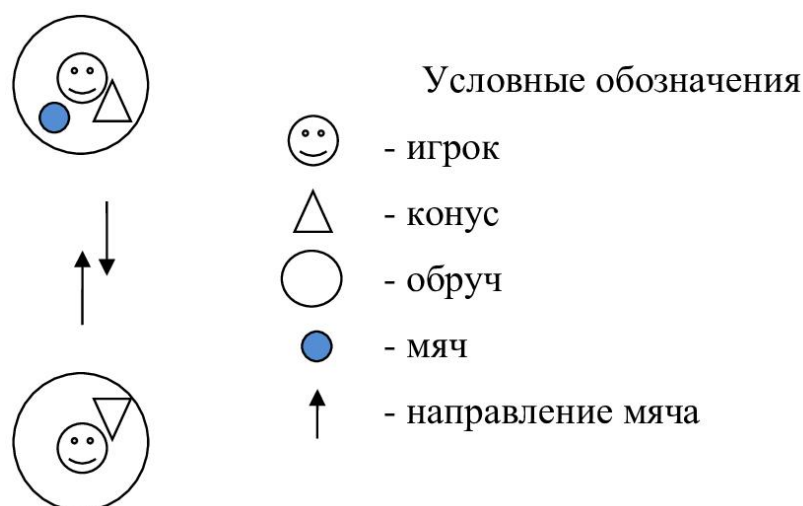 Условные обозначения
- игрок
- конус
- обруч
- мяч
- направление мяча